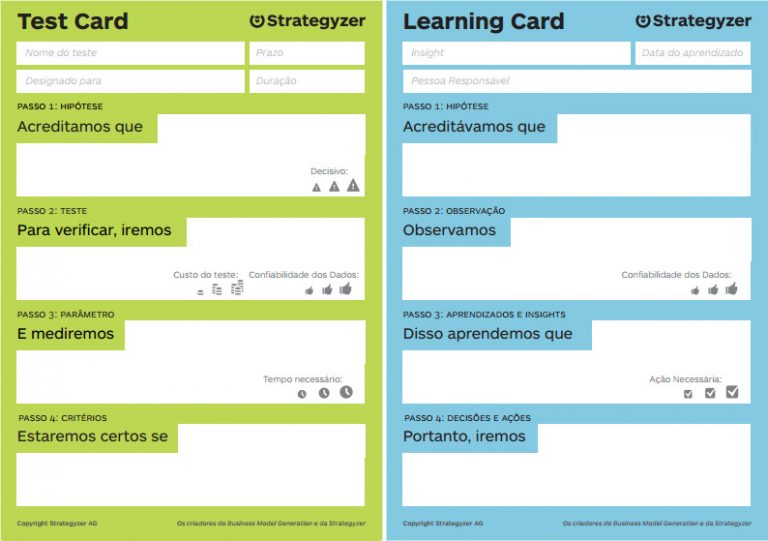 Test Card
Strategyzer
Nome do teste
Prazo
Designado para
Duração
PASSO 1: HIPÓTESE
Acreditamos que
Decisivo:
PASSO 2: TESTE
Para verificar, iremos
Custo do teste:
Confiabilidade dos Dados:
PASSO 3: PARÂMETRO
E mediremos
Tempo necessário:
PASSO 4: CRITÉRIOS
Estaremos certos se
Copyright Strategyzer AG
Os criadores do Business Model Generation e da Strategyzer
Learning Card
Strategyzer
Insight
Data do aprendizado
Pessoa Responsável
PASSO 1: HIPÓTESE
Acreditávamos que
PASSO 2: OBSERVAÇÃO
Observamos
Confiabilidade dos Dados:
PASSO 3: APRENDIZADOS E INSIGHTS
Disso aprendemos que
Ação Necessária:
PASSO 4: DECISÕES E AÇÕES
Portanto, iremos
Copyright Strategyzer AG
Os criadores do Business Model Generation e da Strategyzer